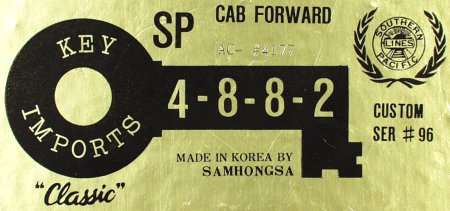 KEY
IMPORTS
"Classic"
SP
CAB FORWARD
AC- #4177
4-8-8-2
MADE IN KOREA BY
SAMHONGSA
SOUTHERN
LINES
PACIFIC
CUSTOM
SER # 96